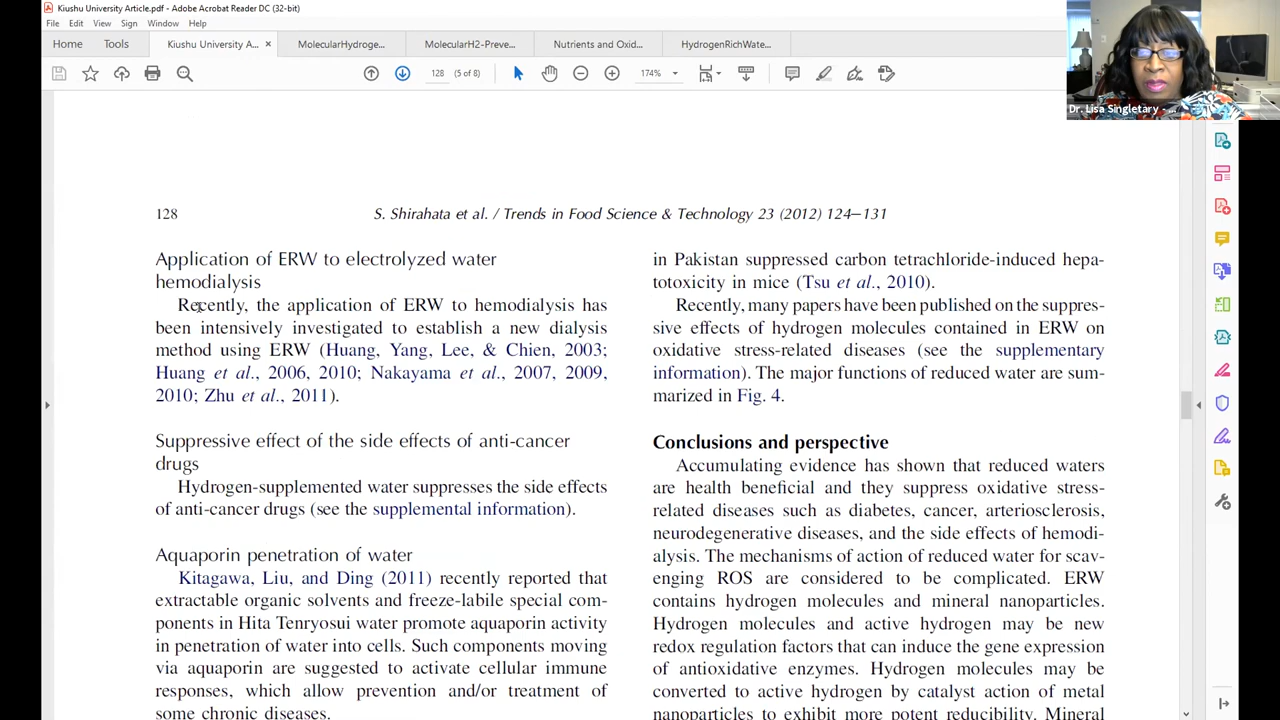 Kiushu University Article.pdf - Adobe Acrobat Reader DC (32-bit)
File Edit View Sign Window Help
Home Tools Kiushu University A... × MolecularHydroge... MolecularH2-Preve... Nutrients and Oxid... HydrogenRichWate...
128 (5 of 8) 174%
Dr. Lisa Singletary - ...
128
S. Shirahata et al. / Trends in Food Science & Technology 23 (2012) 124–131
Application of ERW to electrolyzed water
hemodialysis
Recently, the application of ERW to hemodialysis has
been intensively investigated to establish a new dialysis
method using ERW (Huang, Yang, Lee, & Chien, 2003;
Huang et al., 2006, 2010; Nakayama et al., 2007, 2009,
2010; Zhu et al., 2011).
Suppressive effect of the side effects of anti-cancer
drugs
Hydrogen-supplemented water suppresses the side effects
of anti-cancer drugs (see the supplemental information).
Aquaporin penetration of water
Kitagawa, Liu, and Ding (2011) recently reported that
extractable organic solvents and freeze-labile special com-
ponents in Hita Tenryosui water promote aquaporin activity
in penetration of water into cells. Such components moving
via aquaporin are suggested to activate cellular immune
responses, which allow prevention and/or treatment of
some chronic diseases.
in Pakistan suppressed carbon tetrachloride-induced hepa-
totoxicity in mice (Tsu et al., 2010).
Recently, many papers have been published on the suppres-
sive effects of hydrogen molecules contained in ERW on
oxidative stress-related diseases (see the supplementary
information). The major functions of reduced water are sum-
marized in Fig. 4.
Conclusions and perspective
Accumulating evidence has shown that reduced waters
are health beneficial and they suppress oxidative stress-
related diseases such as diabetes, cancer, arteriosclerosis,
neurodegenerative diseases, and the side effects of hemodi-
alysis. The mechanisms of action of reduced water for scav-
enging ROS are considered to be complicated. ERW
contains hydrogen molecules and mineral nanoparticles.
Hydrogen molecules and active hydrogen may be new
redox regulation factors that can induce the gene expression
of antioxidative enzymes. Hydrogen molecules may be
converted to active hydrogen by catalyst action of metal
nanoparticles to exhibit more potent reducibility. Mineral